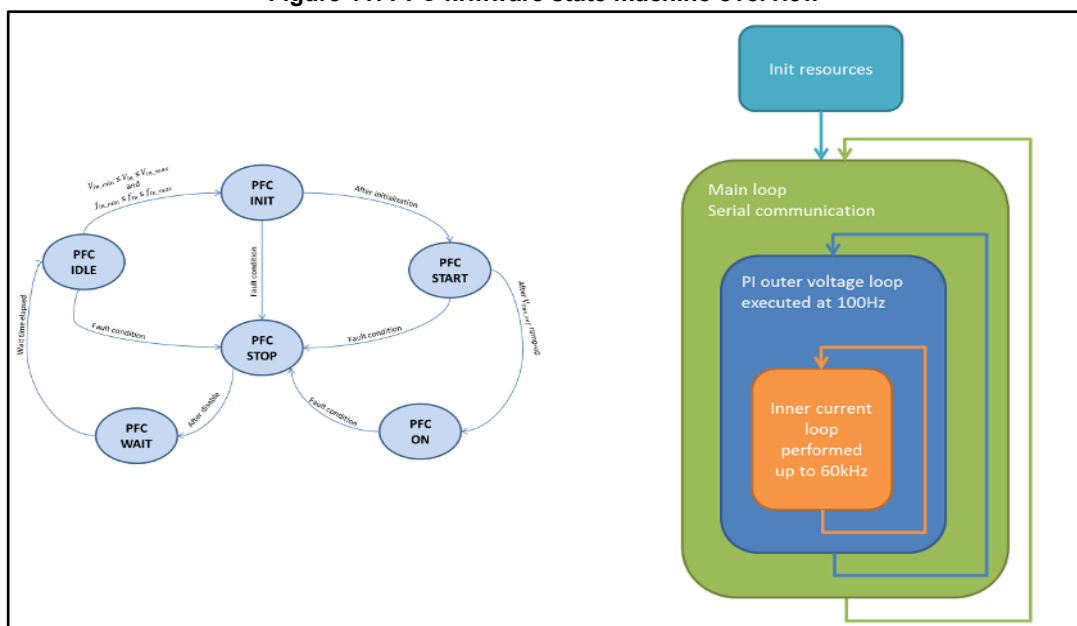 Init resources
Main loop
Serial communication
PI outer voltage loop
executed at 100Hz
Inner current
loop
performed
up to 60kHz
V_in_min ≤ V_in ≤ V_in_max
and
f_in_min ≤ f_in ≤ f_in_max
PFC
INIT
After initialization
PFC
IDLE
Fault condition
PFC
START
Wait time elapsed
Fault condition
Fault condition
After
ramp-up
PFC
STOP
After disable
Fault condition
PFC
WAIT
PFC
ON